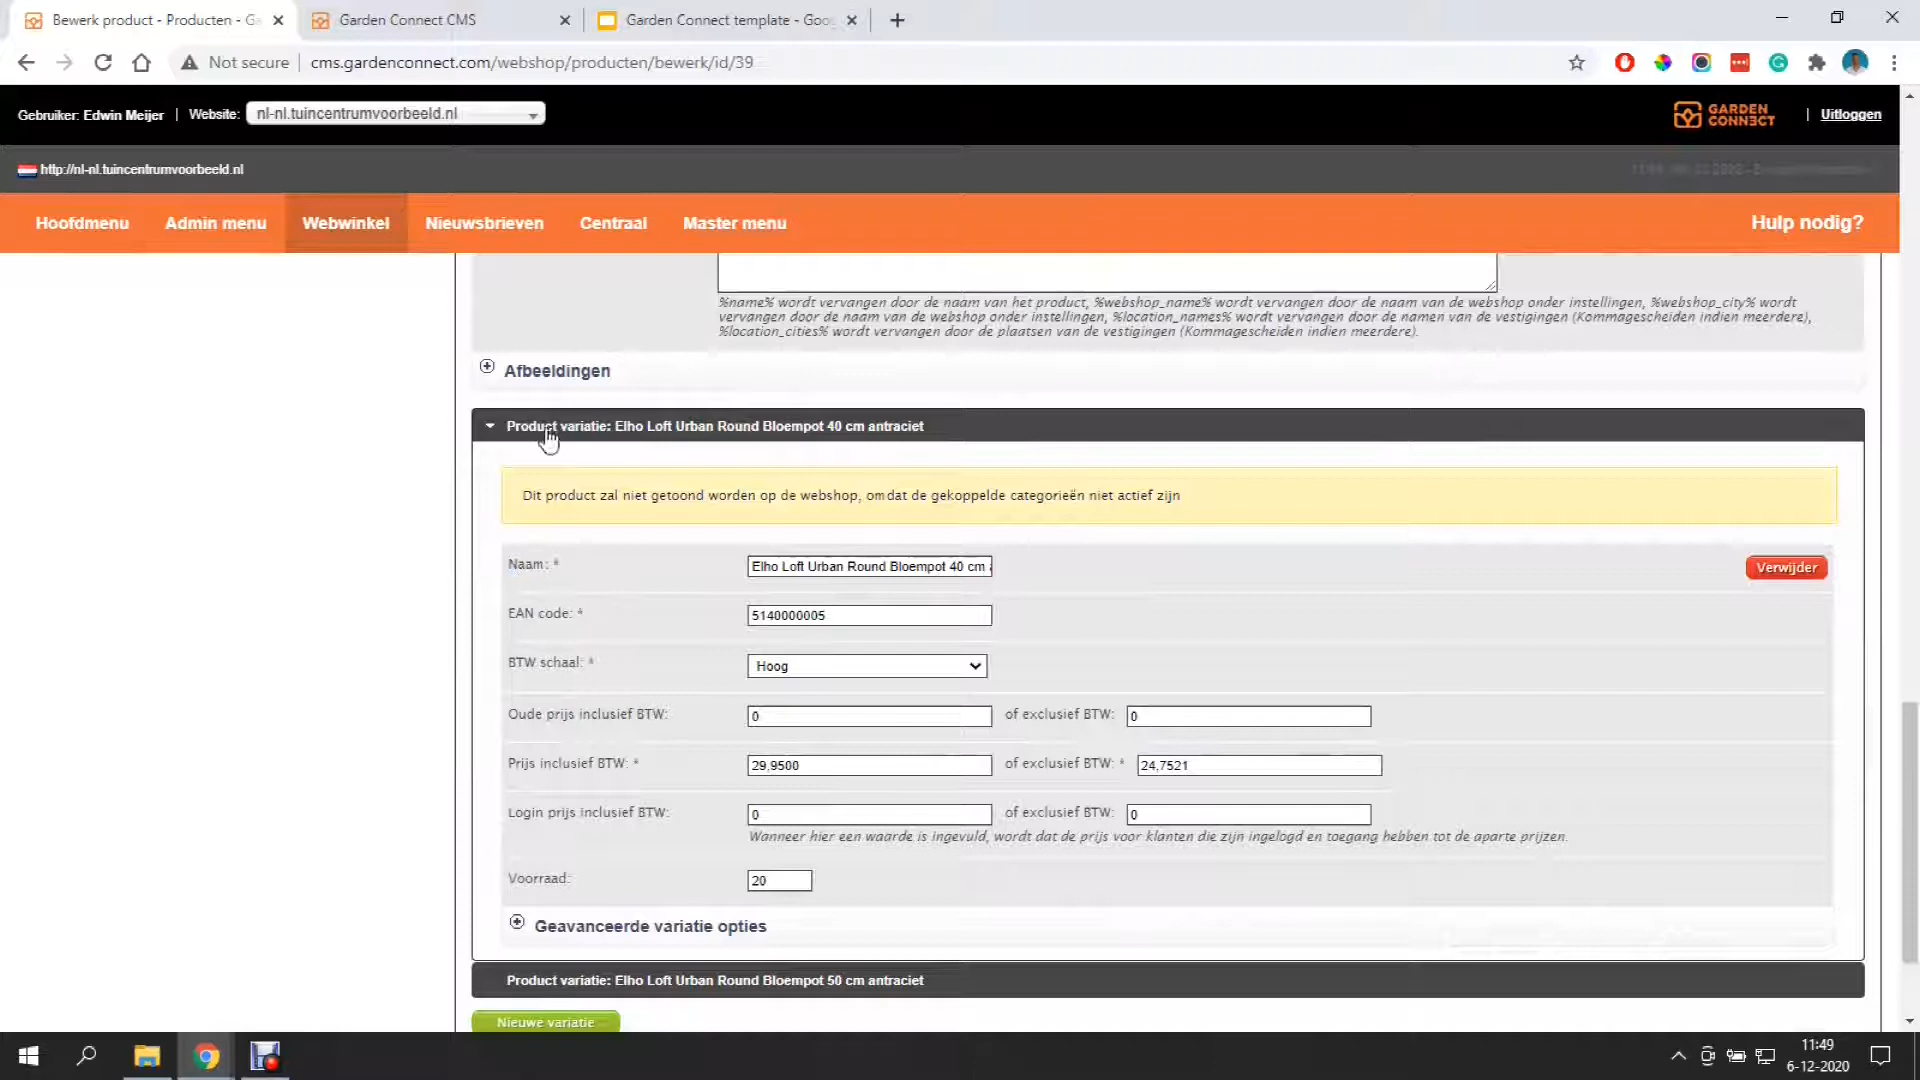 Bewerk product - Producten - Ga
Garden Connect CMS
Garden Connect template - Goo
Not secure
cms.gardenconnect.com/webshop/producten/bewerk/id/39
Gebruiker: Edwin Meijer | Website: nl-nl.tuincentrumvoorbeeld.nl
GARDEN CONNECT
| Uitloggen
http://nl-nl.tuincentrumvoorbeeld.nl
Hoofdmenu Admin menu Webwinkel Nieuwsbrieven Centraal Master menu Hulp nodig?
%name% wordt vervangen door de naam van het product, %webshop_name% wordt vervangen door de naam van de webshop onder instellingen, %webshop_city% wordt
vervangen door de naam van de webshop onder instellingen, %location_names% wordt vervangen door de namen van de vestigingen (Kommagescheiden indien meerdere),
%location_cities% wordt vervangen door de plaatsen van de vestigingen (Kommagescheiden indien meerdere).
Afbeeldingen
Product variatie: Elho Loft Urban Round Bloempot 40 cm antraciet
Dit product zal niet getoond worden op de webshop, omdat de gekoppelde categorieën niet actief zijn
Naam: * Elho Loft Urban Round Bloempot 40 cm Verwijder
EAN code: * 5140000005
BTW schaal: * Hoog
Oude prijs inclusief BTW: 0 of exclusief BTW: 0
Prijs inclusief BTW: * 29,9500 of exclusief BTW: * 24,7521
Login prijs inclusief BTW: 0 of exclusief BTW: 0
Wanneer hier een waarde is ingevuld, wordt dat de prijs voor klanten die zijn ingelogd en toegang hebben tot de aparte prijzen.
Voorraad: 20
Geavanceerde variatie opties
Product variatie: Elho Loft Urban Round Bloempot 50 cm antraciet
Nieuwe variatie
11:49
6-12-2020